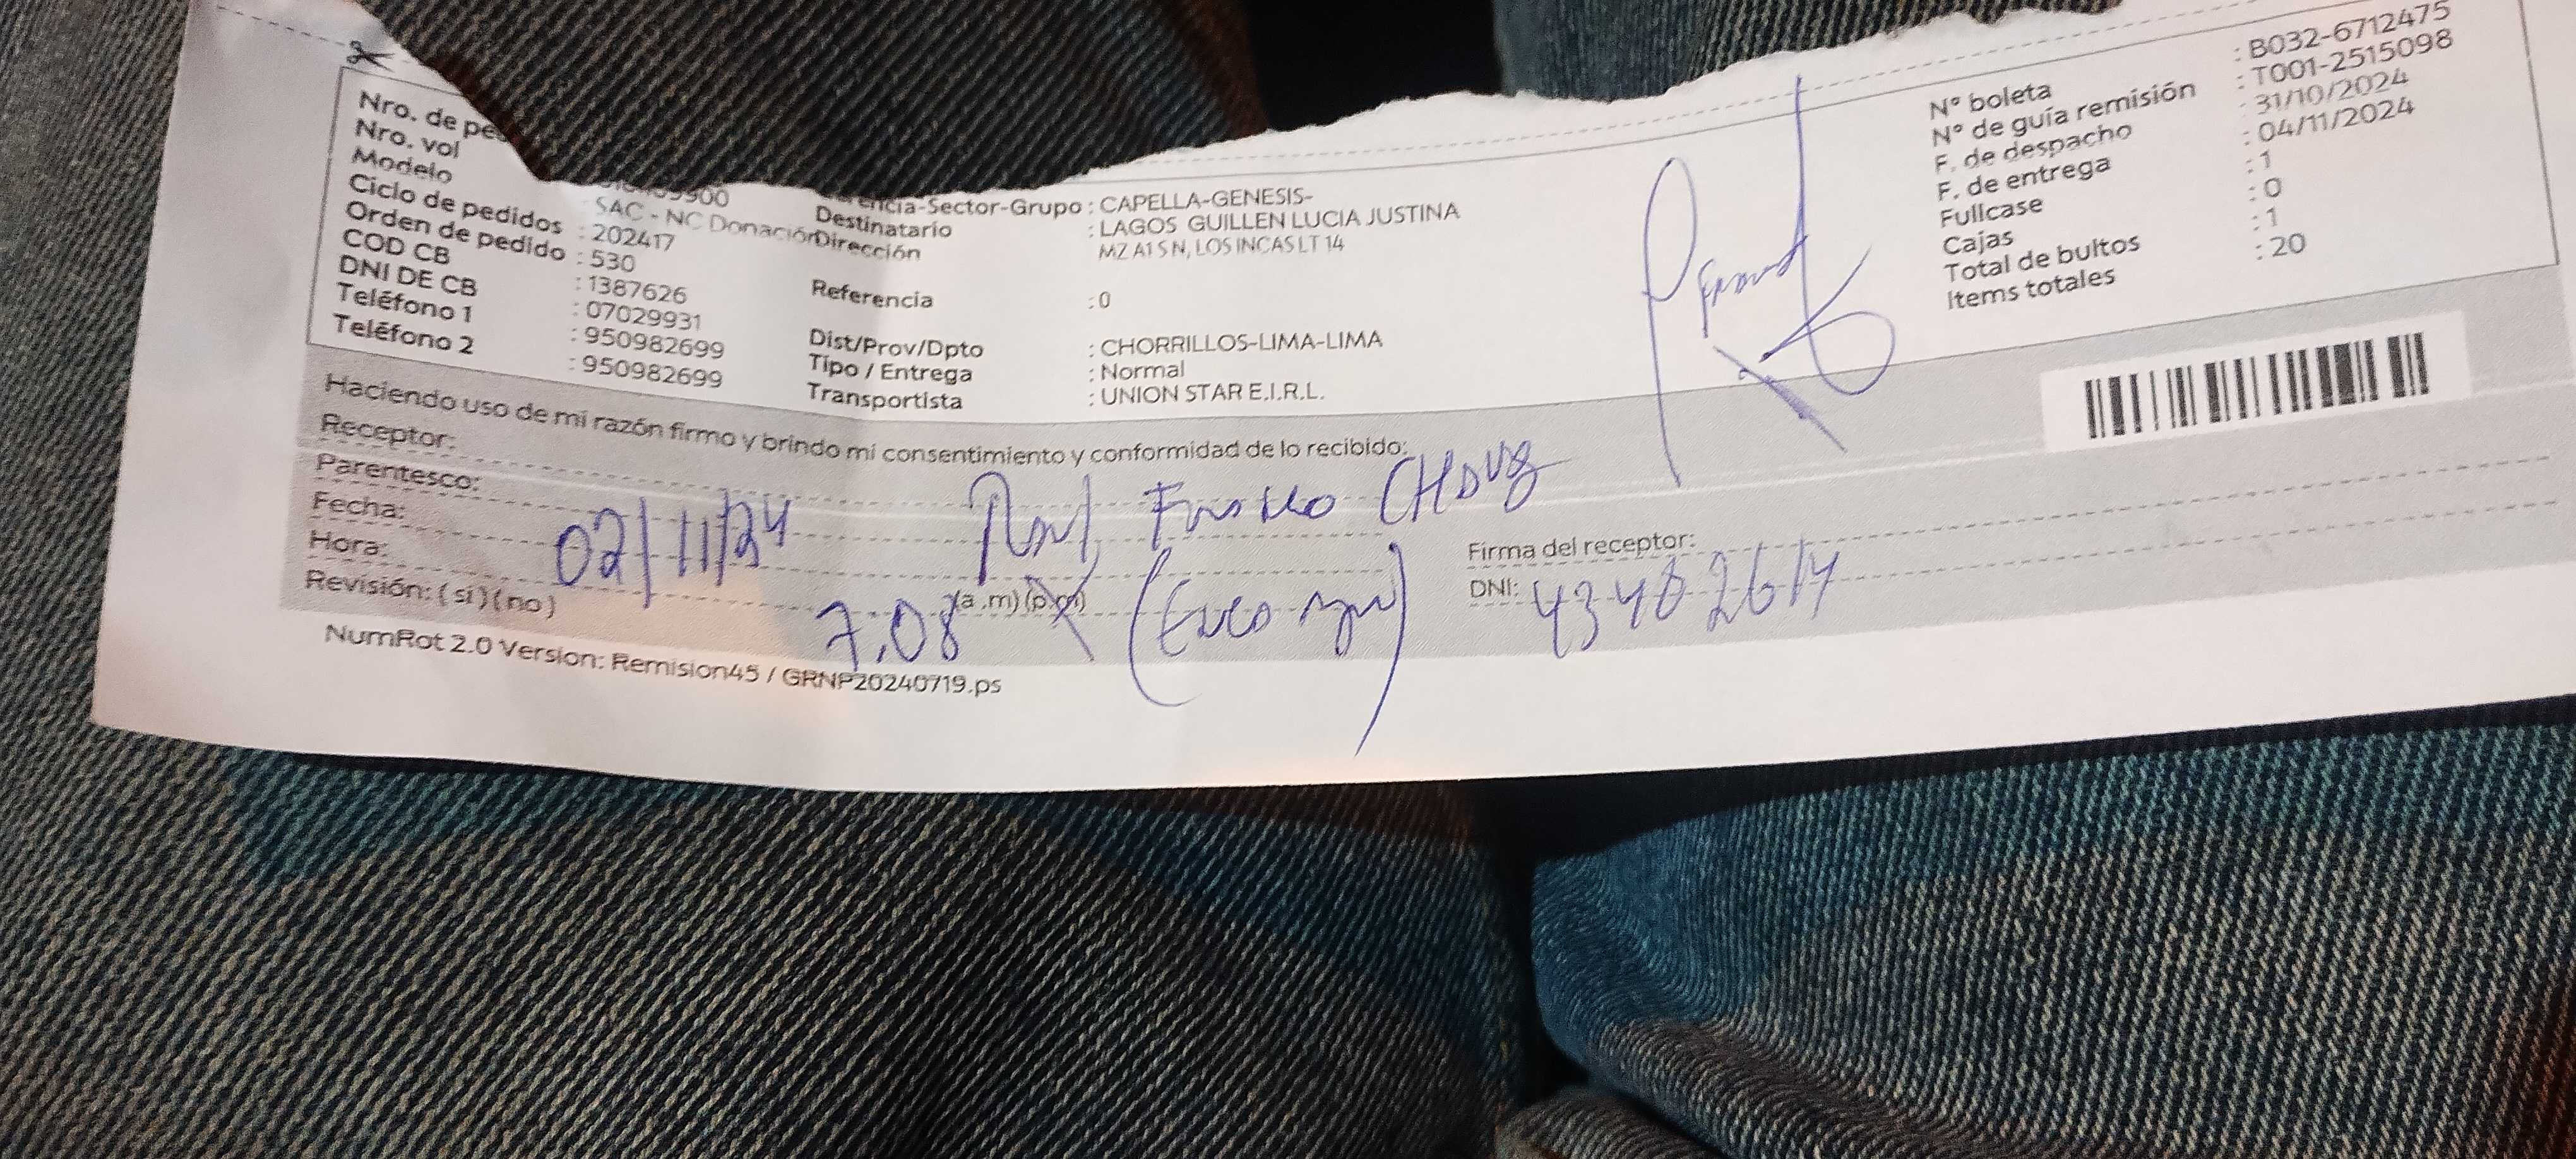 Nro. de pe
Nro. vol
Modelo : SAC - NC Donación
Ciclo de pedidos : 202417
Orden de pedido : 530
COD CB : 1387626
DNI DE CB : 07029931
Teléfono 1 : 950982699
Teléfono 2 : 950982699
encia-Sector-Grupo : CAPELLA-GENESIS-
Destinatario : LAGOS GUILLEN LUCIA JUSTINA
Dirección MZ A1 S N, LOS INCAS LT 14
Referencia : 0
Dist/Prov/Dpto : CHORRILLOS-LIMA-LIMA
Tipo / Entrega : Normal
Transportista : UNION STAR E.I.R.L.
N° boleta : B032-6712475
N° de guía remisión : T001-2515098
F. de despacho : 31/10/2024
F. de entrega : 04/11/2024
Fullcase : 1
Cajas : 0
Total de bultos : 1
Items totales : 20
Haciendo uso de mi razón firmo y brindo mi consentimiento y conformidad de lo recibido:
Receptor:
Parentesco:
Fecha: 02/11/24
Hora: 7.08 (a.m) (p.m)
Revisión: ( si ) ( no )
Firma del receptor:
DNI: 43402614
NumRot 2.0 Version: Remision45 / GRNP20240719.ps